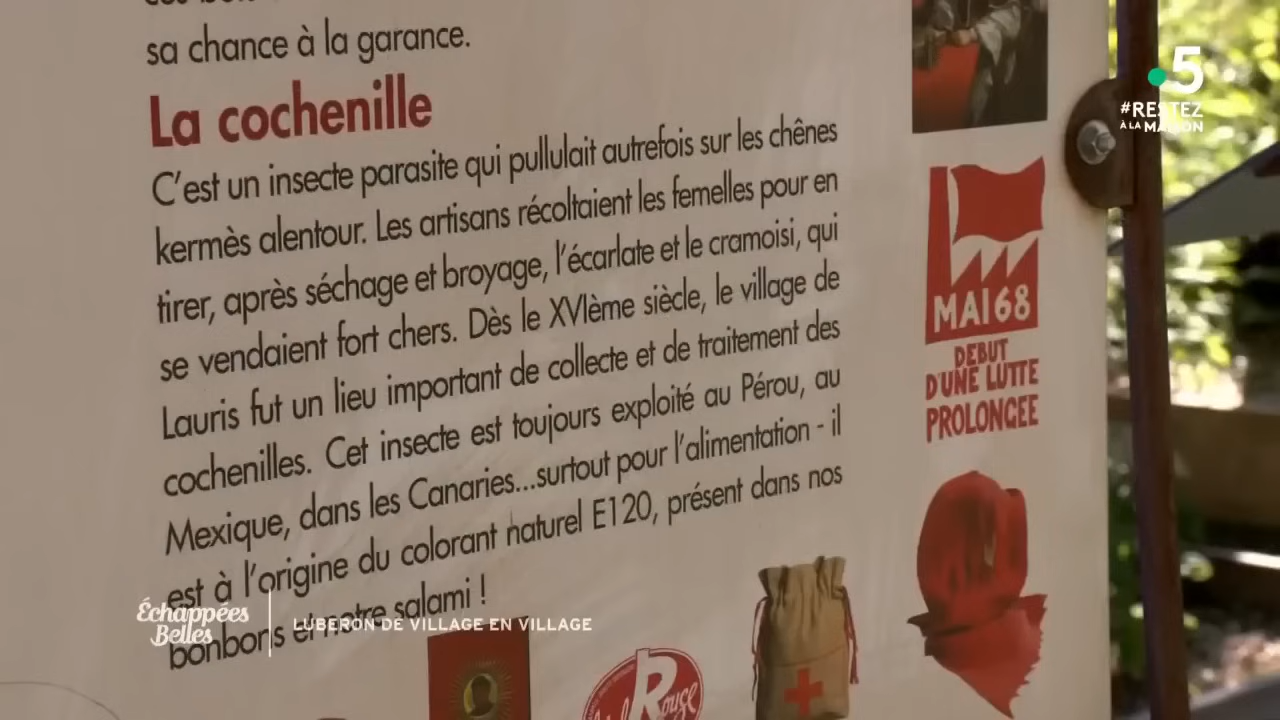 sa chance à la garance.
La cochenille
C'est un insecte parasite qui pullulait autrefois sur les chênes
kermès alentour. Les artisans récoltaient les femelles pour en
tirer, après séchage et broyage, l'écarlate et le cramoisi, qui
se vendaient fort chers. Dès le XVIème siècle, le village de
Lauris fut un lieu important de collecte et de traitement des
cochenilles. Cet insecte est toujours exploité au Pérou, au
Mexique, dans les Canaries...surtout pour l'alimentation - il
est à l'origine du colorant naturel E120, présent dans nos
bonbons et notre salami !
MAI 68
DEBUT
D'UNE LUTTE
PROLONGEE
R
Rouge
5
#RESTEZ
À LA MAISON
Échappées
Belles
LUBERON DE VILLAGE EN VILLAGE